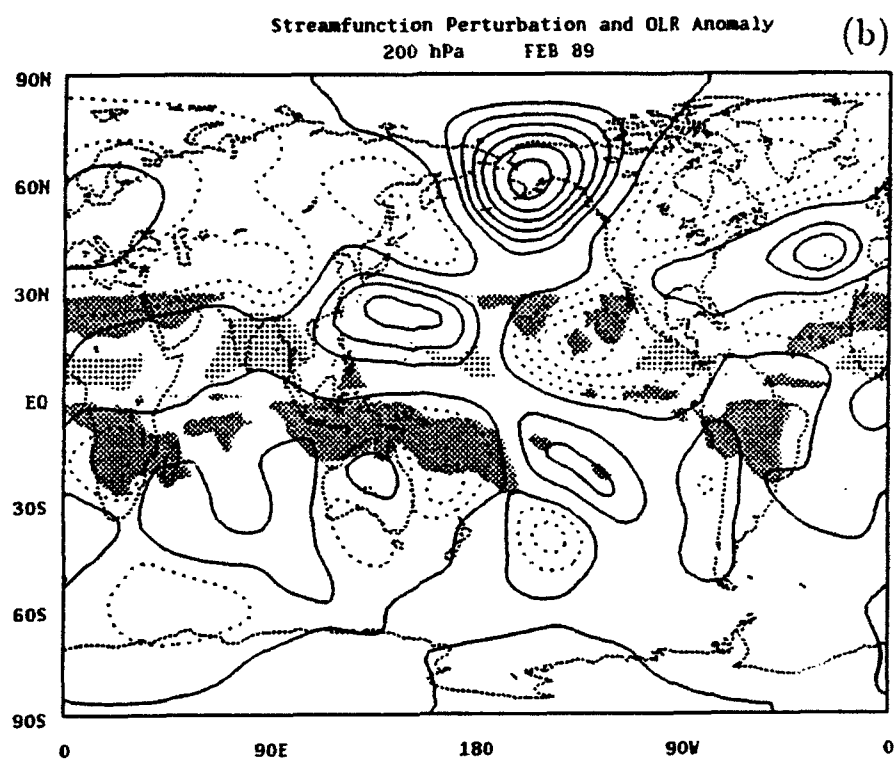 Streamfunction Perturbation and OLR Anomaly
(b)
200 hPa FEB 89
90N
60N
30N
EQ
30S
60S
90S
0 90E 180 90W 0